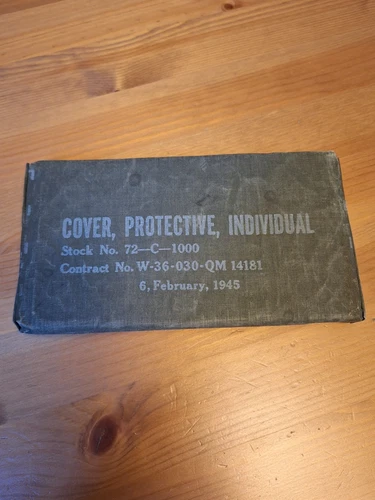 COVER, PROTECTIVE, INDIVIDUAL
Stock No. 72—C—1000
Contract No. W-36-030-QM 14181
6, February, 1945